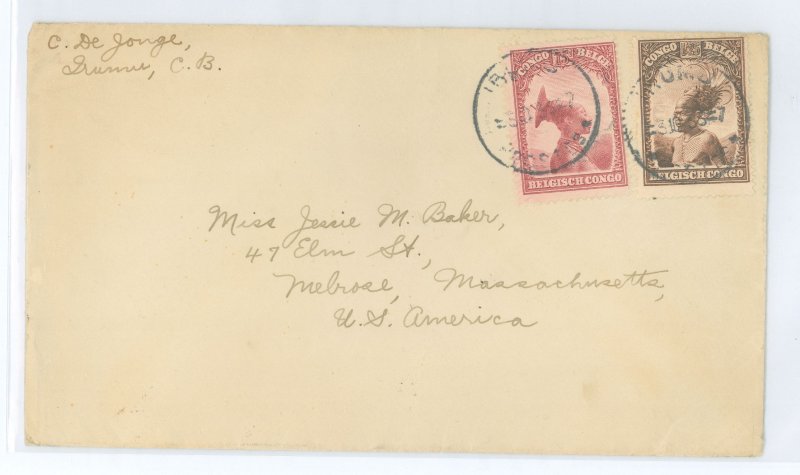 C. De Jonge,
Irumu, C. B.
CONGO BELGE
BELGISCH CONGO
CONGO BELGE
BELGISCH CONGO
Miss Jessie M. Baker,
47 Elm St.,
Melrose, Massachusetts,
U. S. America